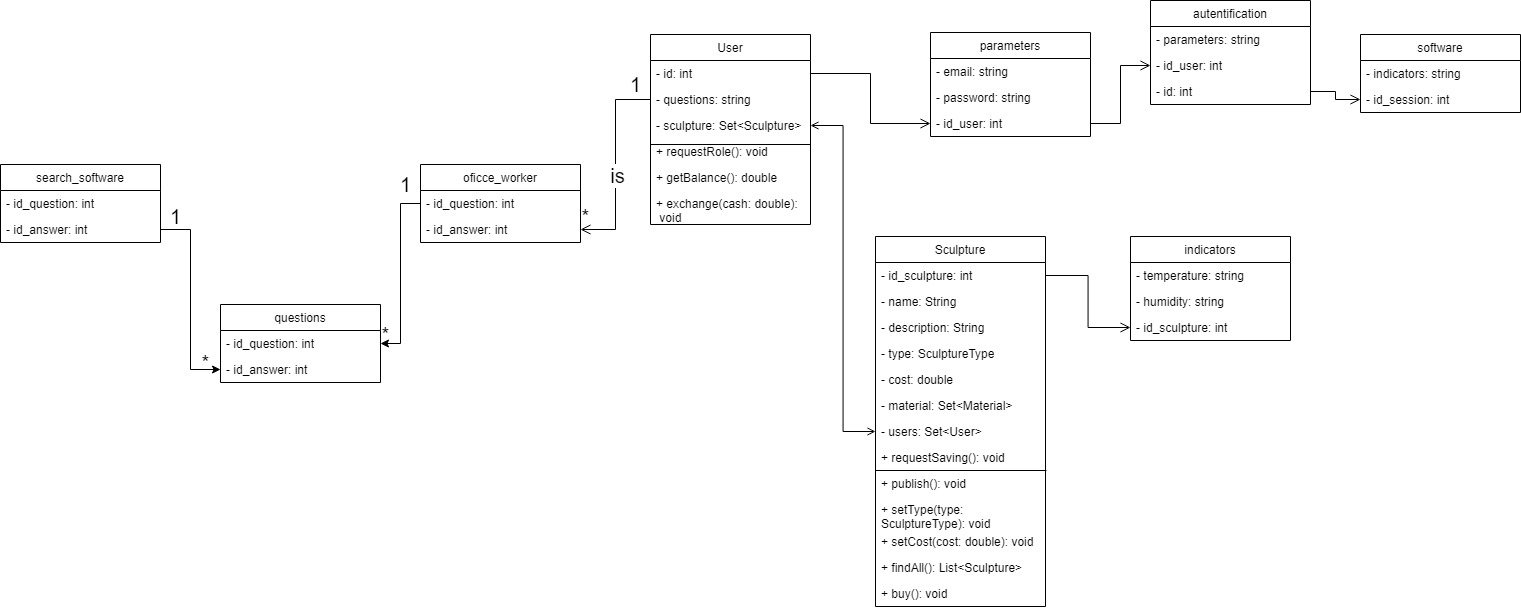 autentification
- parameters: string
- id_user: int
- id: int
software
- indicators: string
- id_session: int
parameters
- email: string
- password: string
- id_user: int
User
- id: int
- questions: string
- sculpture: Set<Sculpture>
+ requestRole(): void
+ getBalance(): double
+ exchange(cash: double):
void
1
is
*
oficce_worker
- id_question: int
- id_answer: int
1
*
search_software
- id_question: int
- id_answer: int
1
*
questions
- id_question: int
- id_answer: int
Sculpture
- id_sculpture: int
- name: String
- description: String
- type: SculptureType
- cost: double
- material: Set<Material>
- users: Set<User>
+ requestSaving(): void
+ publish(): void
+ setType(type:
SculptureType): void
+ setCost(cost: double): void
+ findAll(): List<Sculpture>
+ buy(): void
indicators
- temperature: string
- humidity: string
- id_sculpture: int